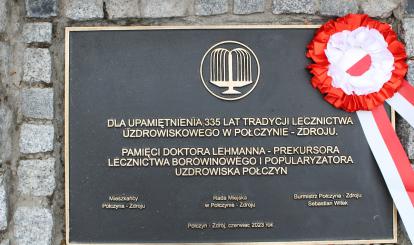 DLA UPAMIĘTNIENIA 335 LAT TRADYCJI LECZNICTWA
UZDROWISKOWEGO W POŁCZYNIE - ZDROJU.
PAMIĘCI DOKTORA LEHMANNA - PREKURSORA
LECZNICTWA BOROWINOWEGO I POPULARYZATORA
UZDROWISKA POŁCZYN
Mieszkańcy
Połczyna - Zdroju
Rada Miejska
w Połczynie - Zdroju
Burmistrz Połczyna - Zdroju
Sebastian Witek
Połczyn - Zdrój, czerwiec 2023 rok